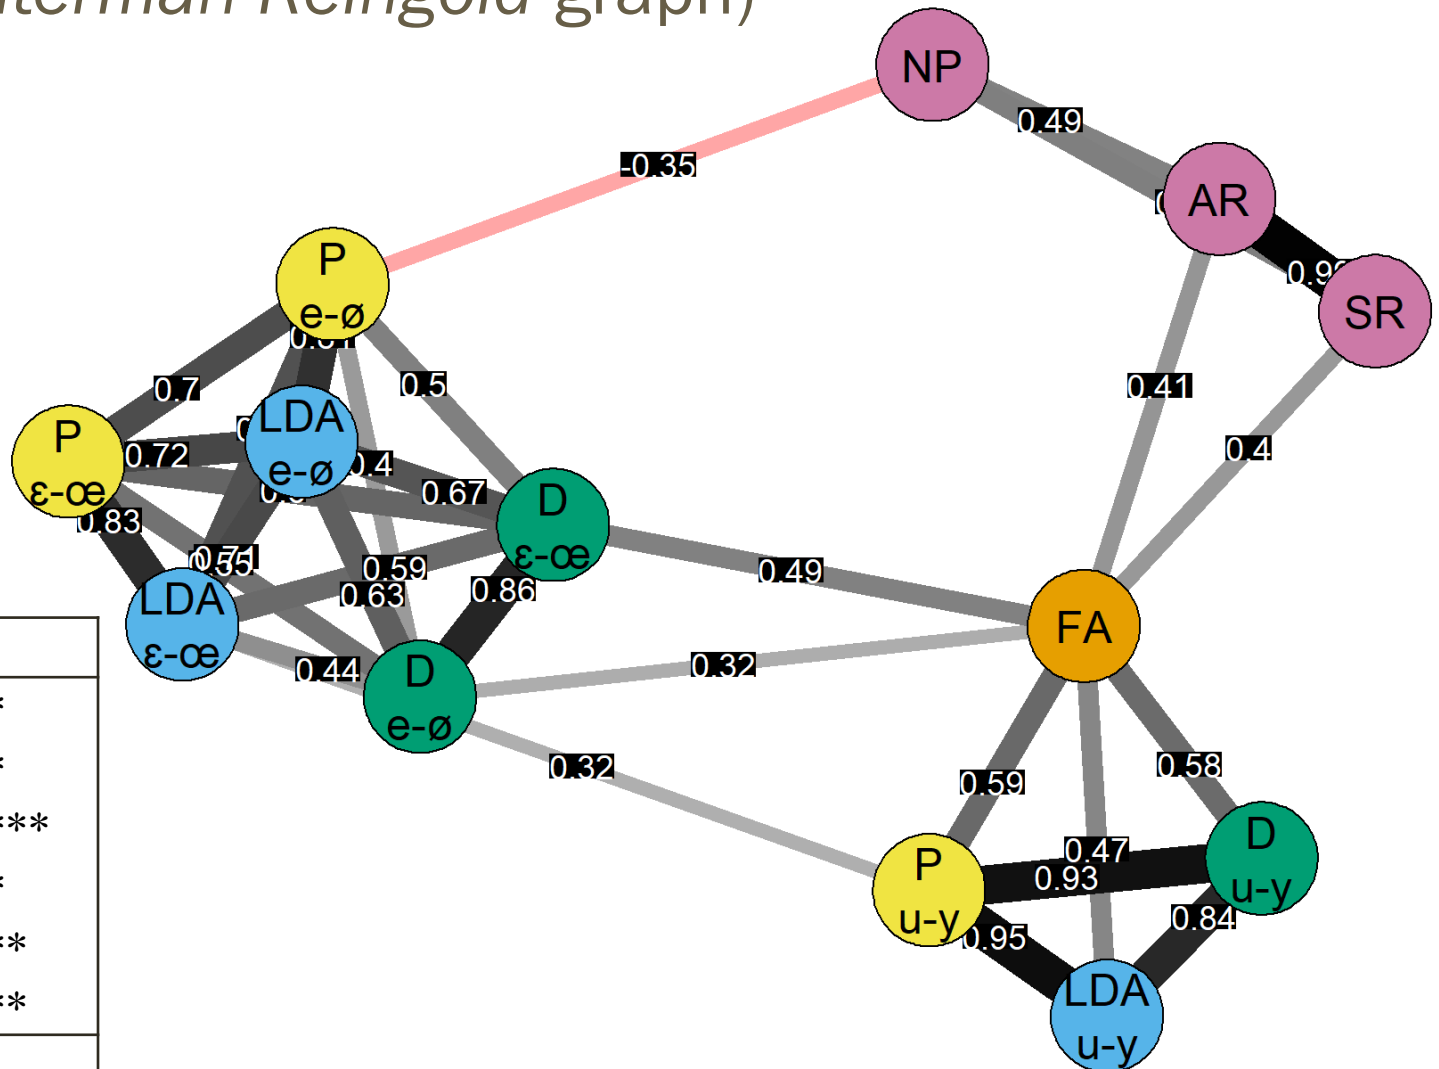 Reingold graph)
NP
0.49
-0.35
AR
SR
P
e-ø
0.7
0.5
0.41
0.4
LDA
e-ø
P
ε-œ
0.72
0.4
0.67
0.83
D
ε-œ
0.59
0.63
0.86
0.49
LDA
ε-œ
0.44
D
e-ø
0.32
FA
0.32
0.59
0.58
P
u-y
0.47
0.93
D
u-y
0.95
0.84
LDA
u-y
*
*
***
*
**
**